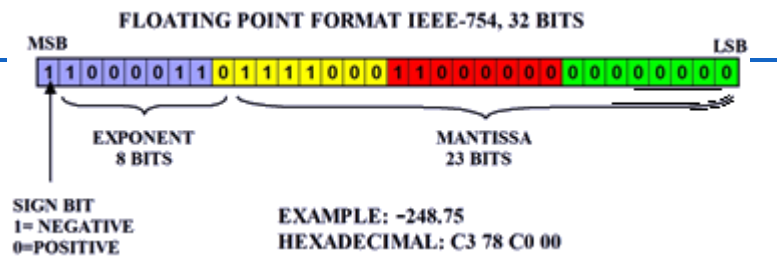 FLOATING POINT FORMAT IEEE-754, 32 BITS
MSB LSB
1 1 0 0 0 0 1 1 0 1 1 1 1 0 0 0 1 1 0 0 0 0 0 0 0 0 0 0 0 0 0 0
EXPONENT MANTISSA
8 BITS 23 BITS
SIGN BIT
1= NEGATIVE
0=POSITIVE
EXAMPLE: -248.75
HEXADECIMAL: C3 78 C0 00